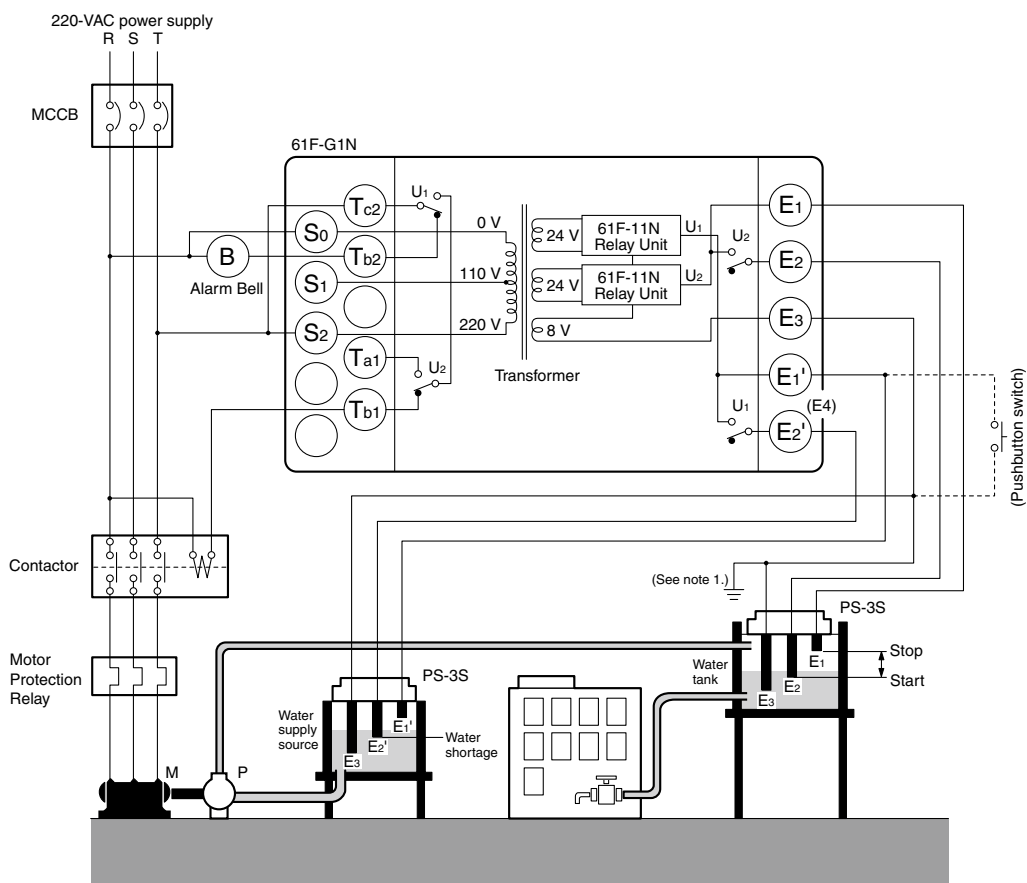 220-VAC power supply
R S T
MCCB
61F-G1N
Tc2
U1
S0
0 V
B
Tb2
Alarm Bell
S1
110 V
S2
220 V
Ta1
U2
Tb1
Transformer
24 V
61F-11N
Relay Unit
U1
24 V
61F-11N
Relay Unit
U2
8 V
U2
U1
E1
E2
E3
E1'
(E4)
E2'
(Pushbutton switch)
Contactor
(See note 1.)
PS-3S
Motor
Protection
Relay
M
P
PS-3S
Water
supply
source
E1'
E2'
E3
Water
shortage
Water
tank
E1
E2
E3
Stop
Start